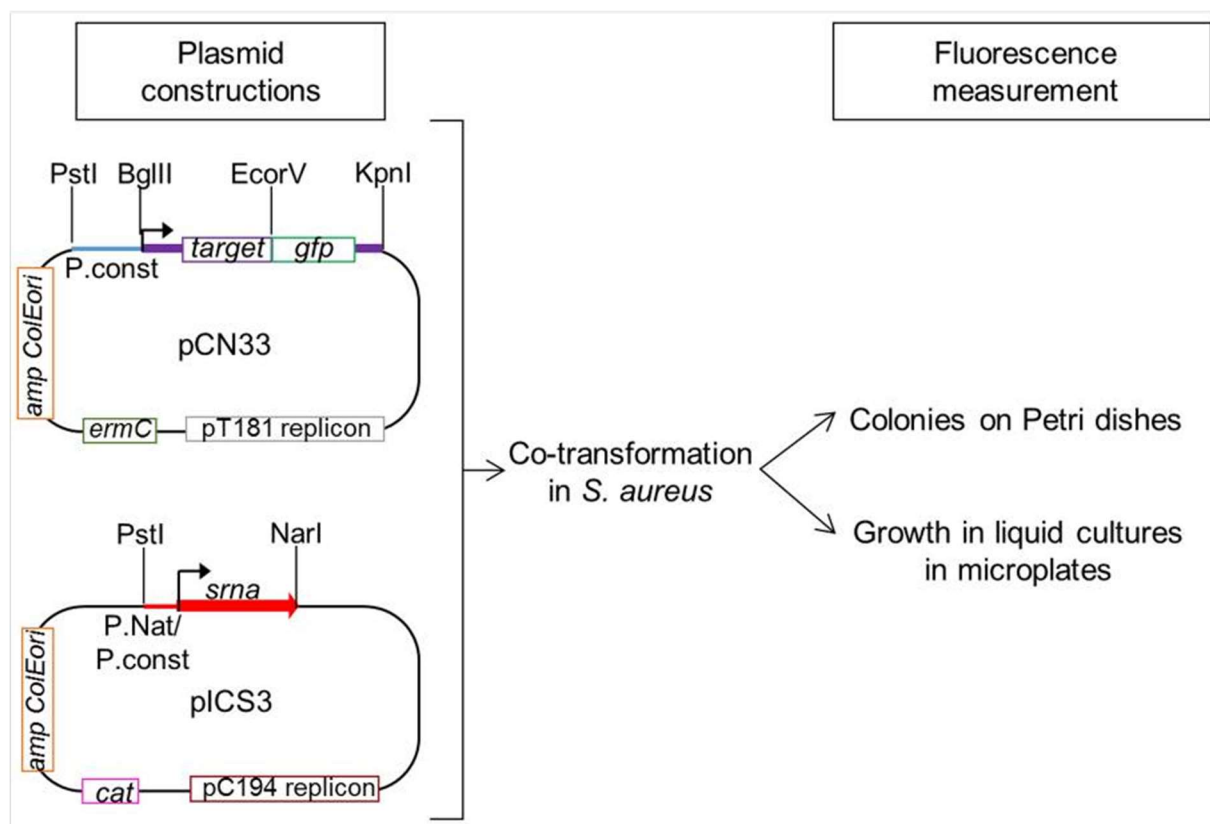 Plasmid
constructions
Fluorescence
measurement
PstI BglII EcorV KpnI
target gfp
P.const
amp ColEori
pCN33
ermC pT181 replicon
Co-transformation
in S. aureus
Colonies on Petri dishes
Growth in liquid cultures
in microplates
PstI NarI
srna
P.Nat/
P.const
amp ColEori
pICS3
cat pC194 replicon